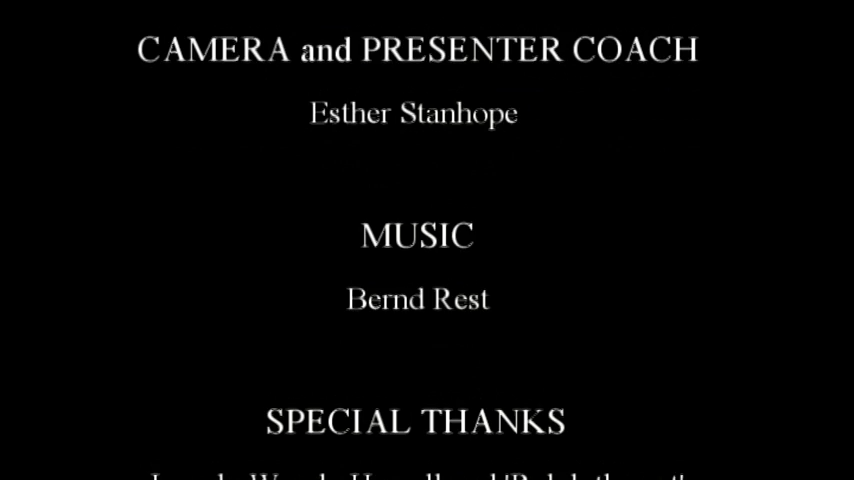 CAMERA and PRESENTER COACH
Esther Stanhope
MUSIC
Bernd Rest
SPECIAL THANKS